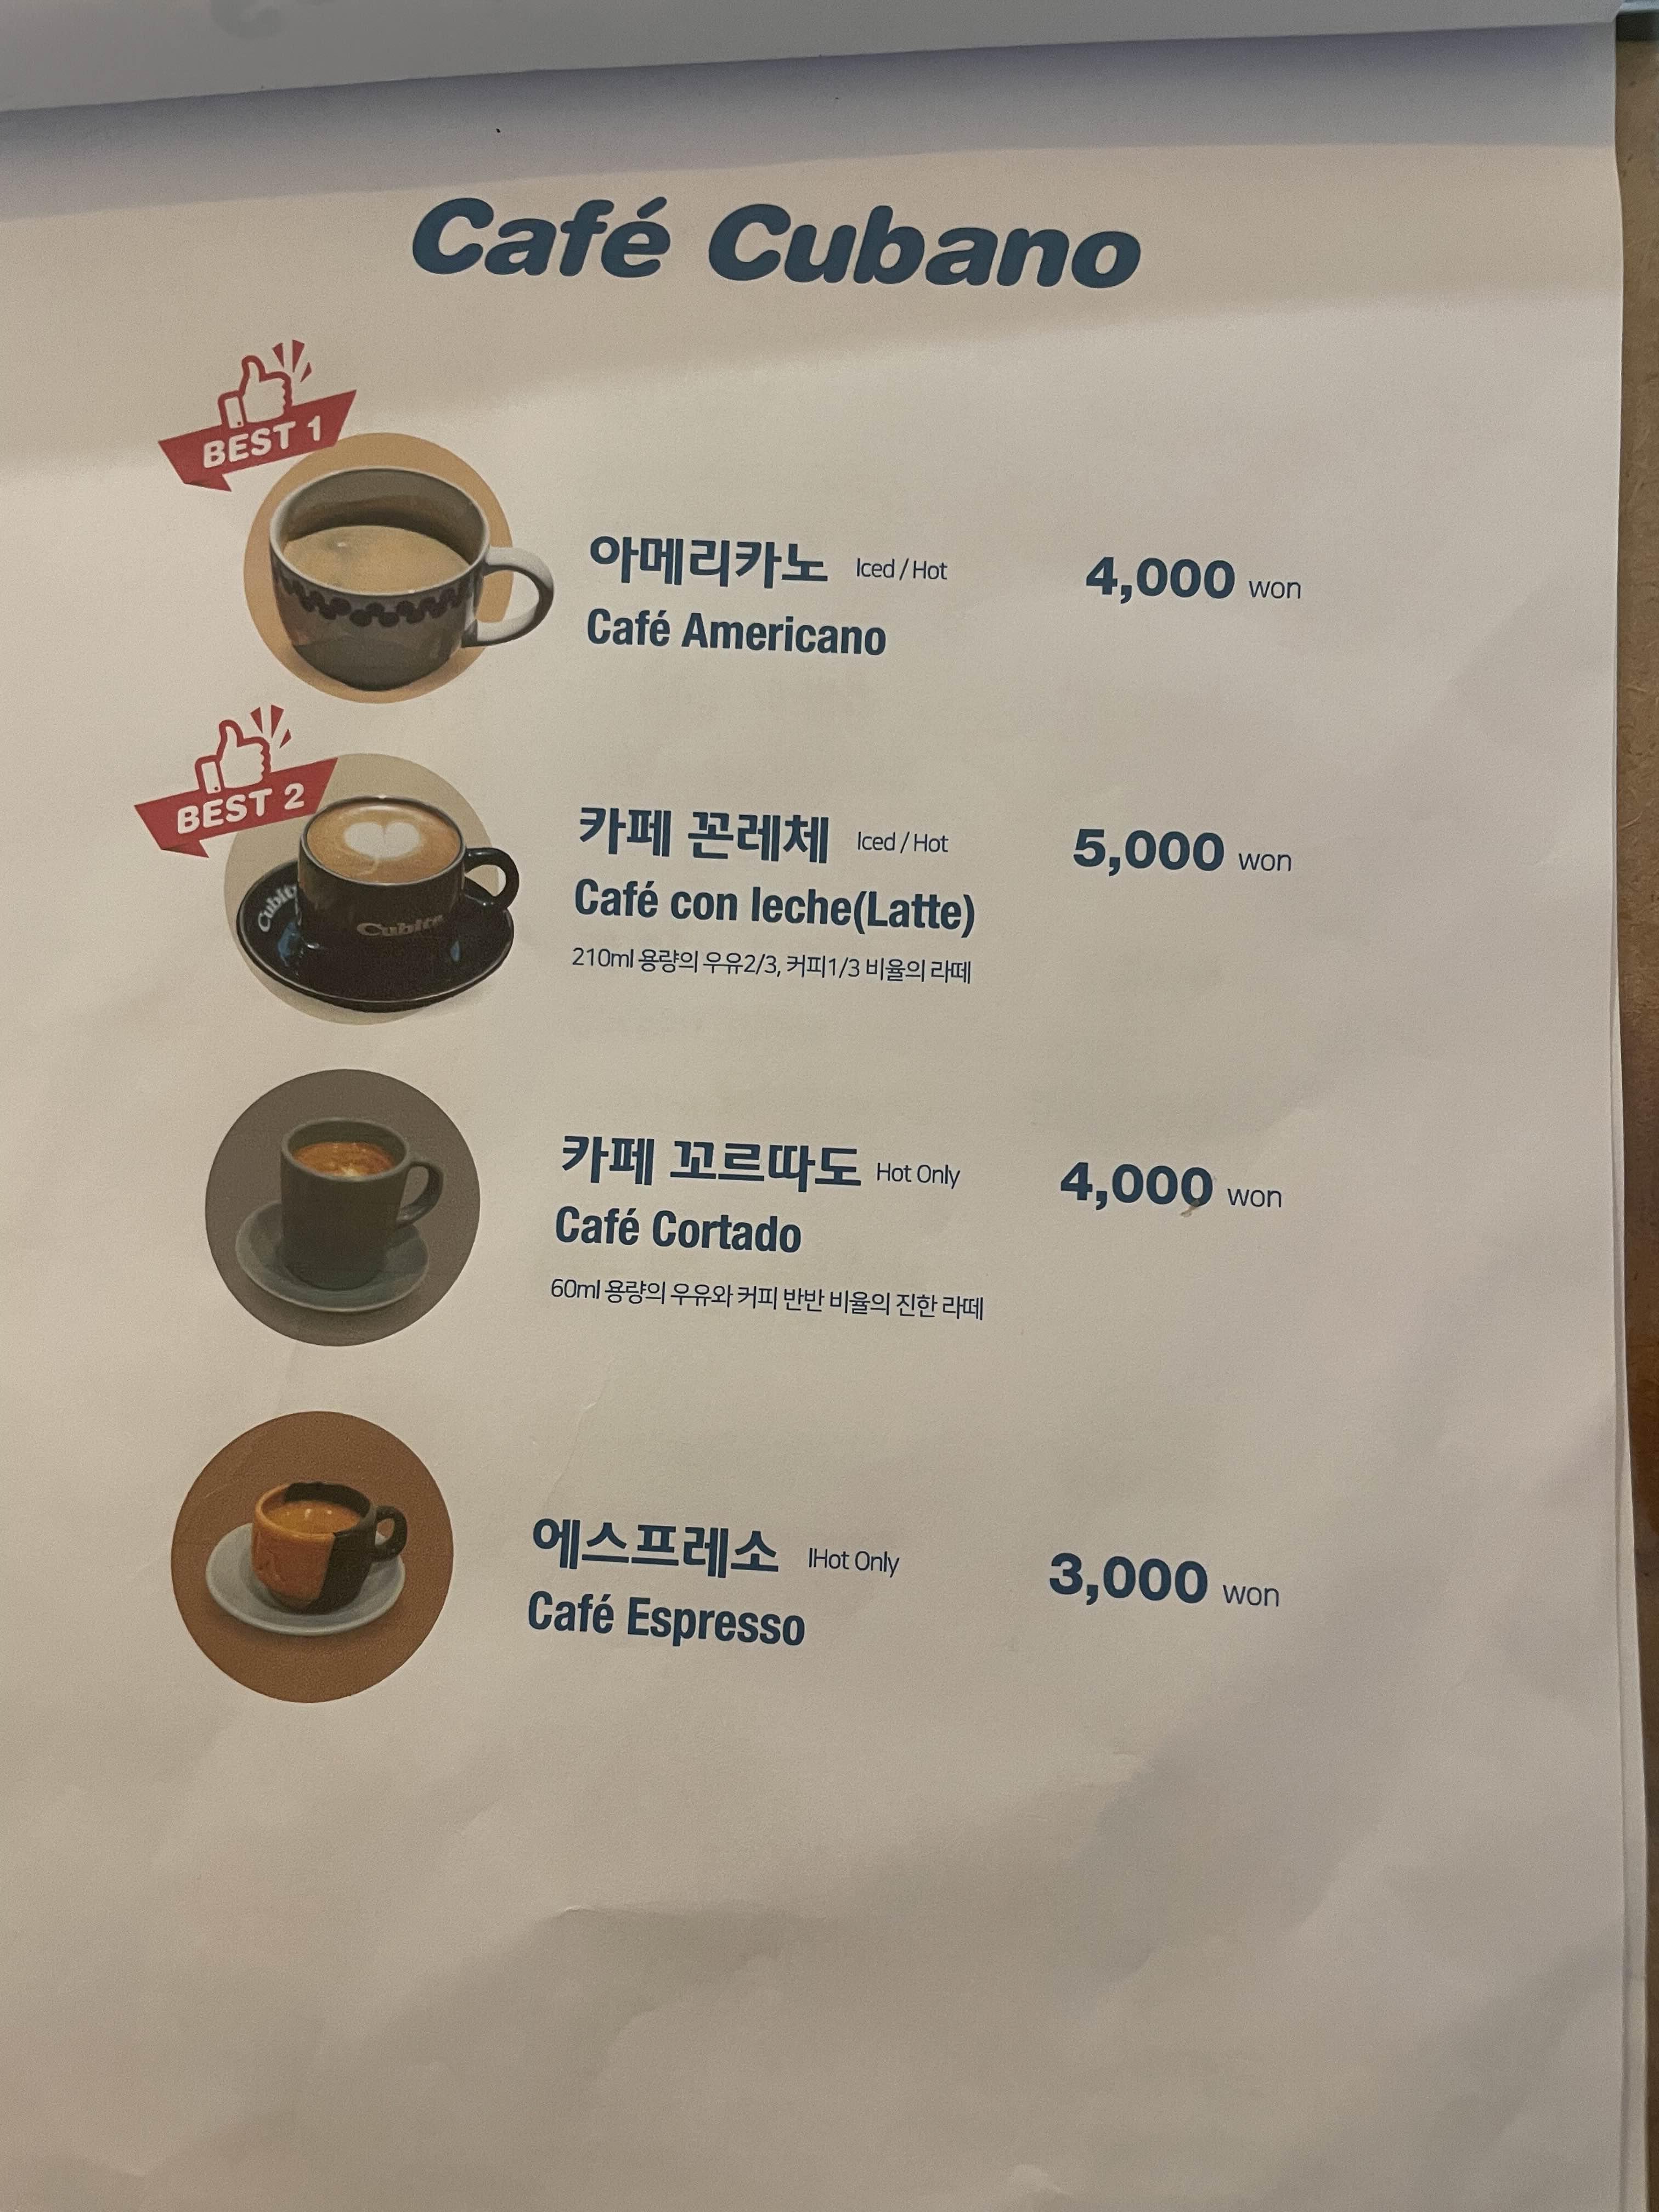 Café Cubano
BEST 1
아메리카노 Iced / Hot 4,000 won
Café Americano
BEST 2
카페 꼰레체 Iced / Hot 5,000 won
Café con leche(Latte)
210ml 용량의 우유2/3, 커피1/3 비율의 라떼
Cubita
Cubita
카페 꼬르따도 Hot Only 4,000 won
Café Cortado
60ml 용량의 우유와 커피 반반 비율의 진한 라떼
에스프레소 IHot Only 3,000 won
Café Espresso